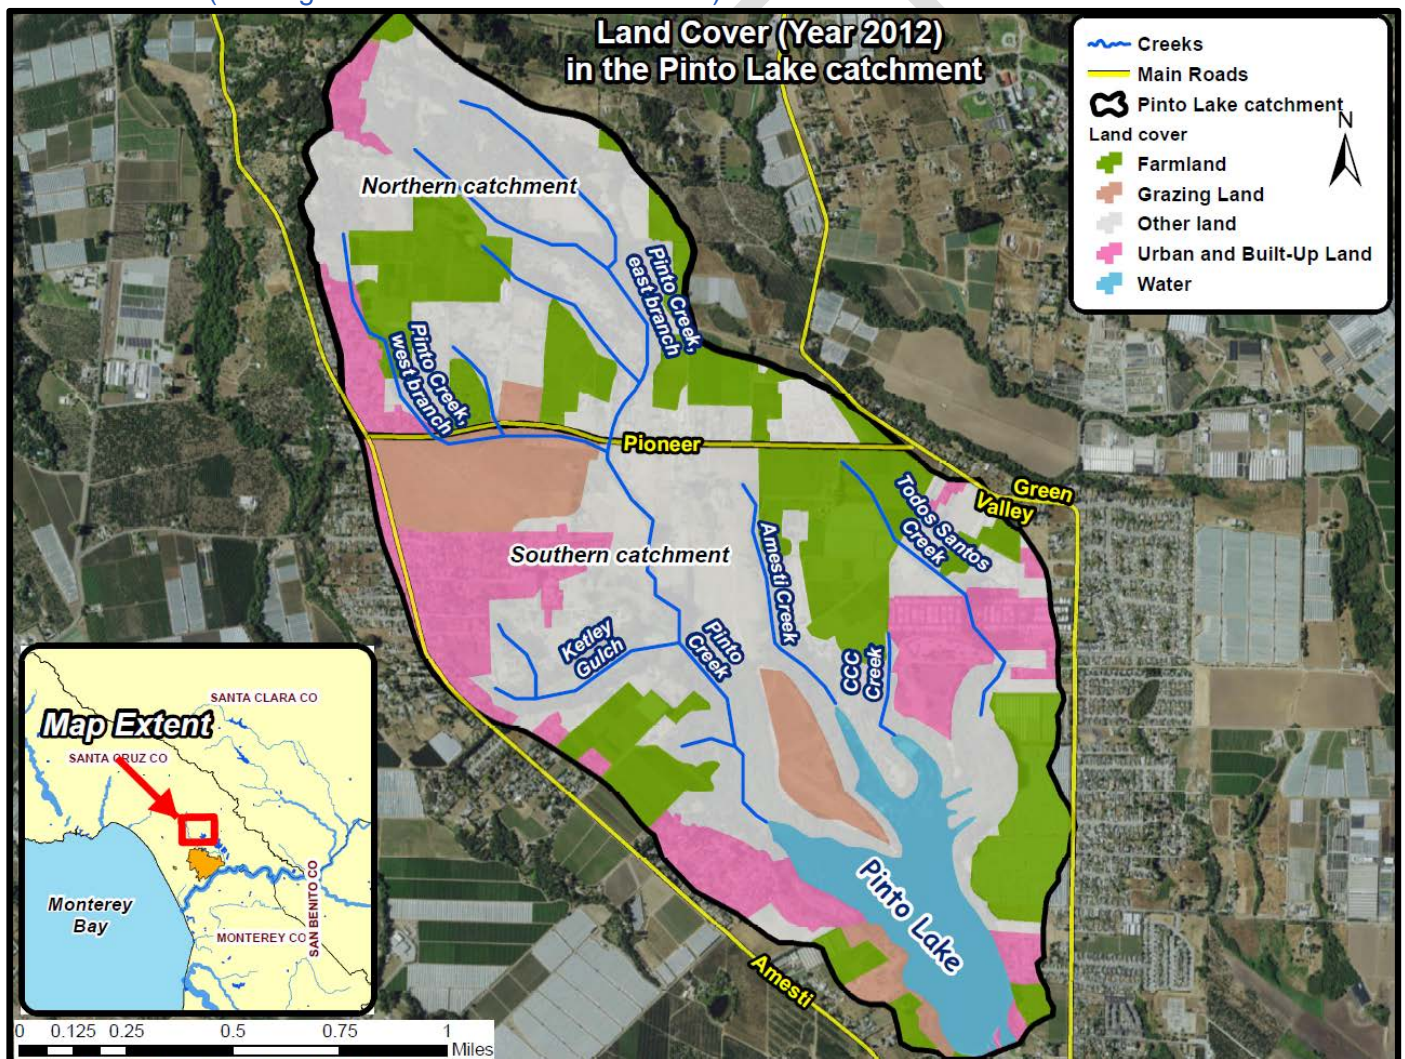 Land Cover (Year 2012)
in the Pinto Lake catchment
Creeks
Main Roads
Pinto Lake catchment
N
Land cover
Farmland
Grazing Land
Other land
Urban and Built-Up Land
Water
Northern catchment
Pinto Creek,
east branch
Pinto Creek,
west branch
Pioneer
Green
Valley
Todos Santos
Creek
Amesti Creek
Southern catchment
Ketley
Gulch
Pinto
Creek
CCC
Creek
Pinto Lake
Amesti
Map Extent
SANTA CLARA CO
SANTA CRUZ CO
SAN BENITO CO
Monterey
Bay
MONTEREY CO
0 0.125 0.25 0.5 0.75 1
Miles